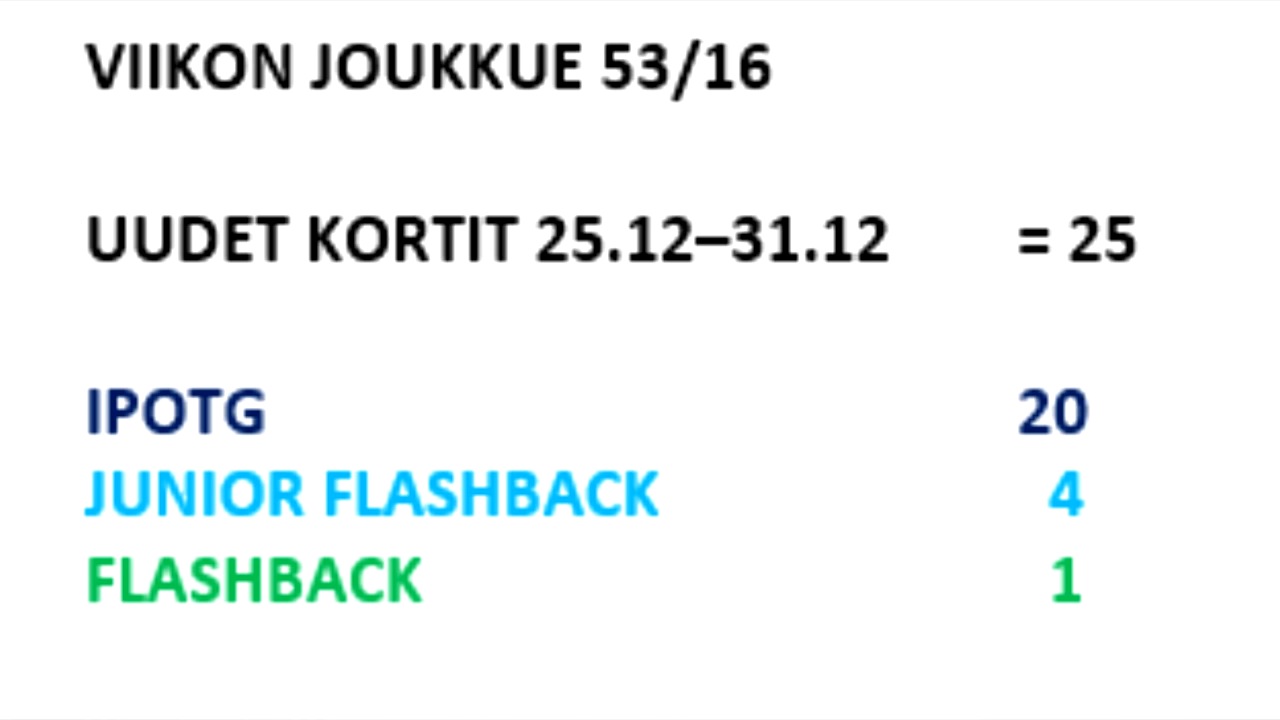 VIIKON JOUKKUE 53/16
UUDET KORTIT 25.12–31.12 = 25
IPOTG 20
JUNIOR FLASHBACK 4
FLASHBACK 1